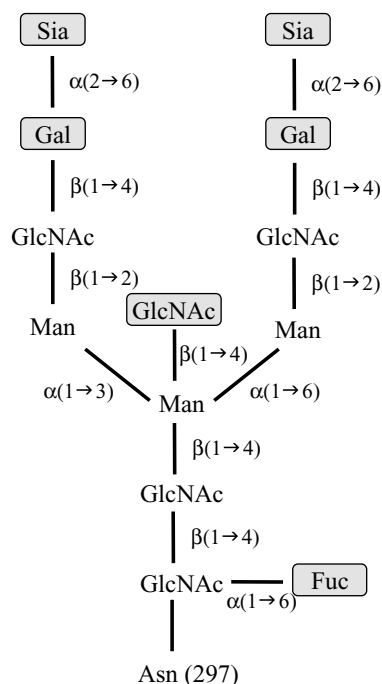 Sia Sia
α(2→6) α(2→6)
Gal Gal
β(1→4) β(1→4)
GlcNAc GlcNAc
β(1→2) β(1→2)
GlcNAc
Man Man
β(1→4)
α(1→3) Man α(1→6)
β(1→4)
GlcNAc
β(1→4)
GlcNAc Fuc
α(1→6)
Asn (297)